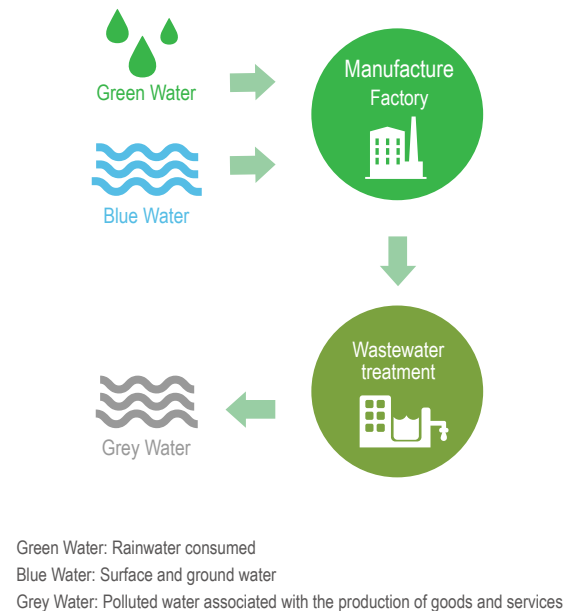 Green Water
Manufacture
Factory
Blue Water
Wastewater
treatment
Grey Water
Green Water: Rainwater consumed
Blue Water: Surface and ground water
Grey Water: Polluted water associated with the production of goods and services